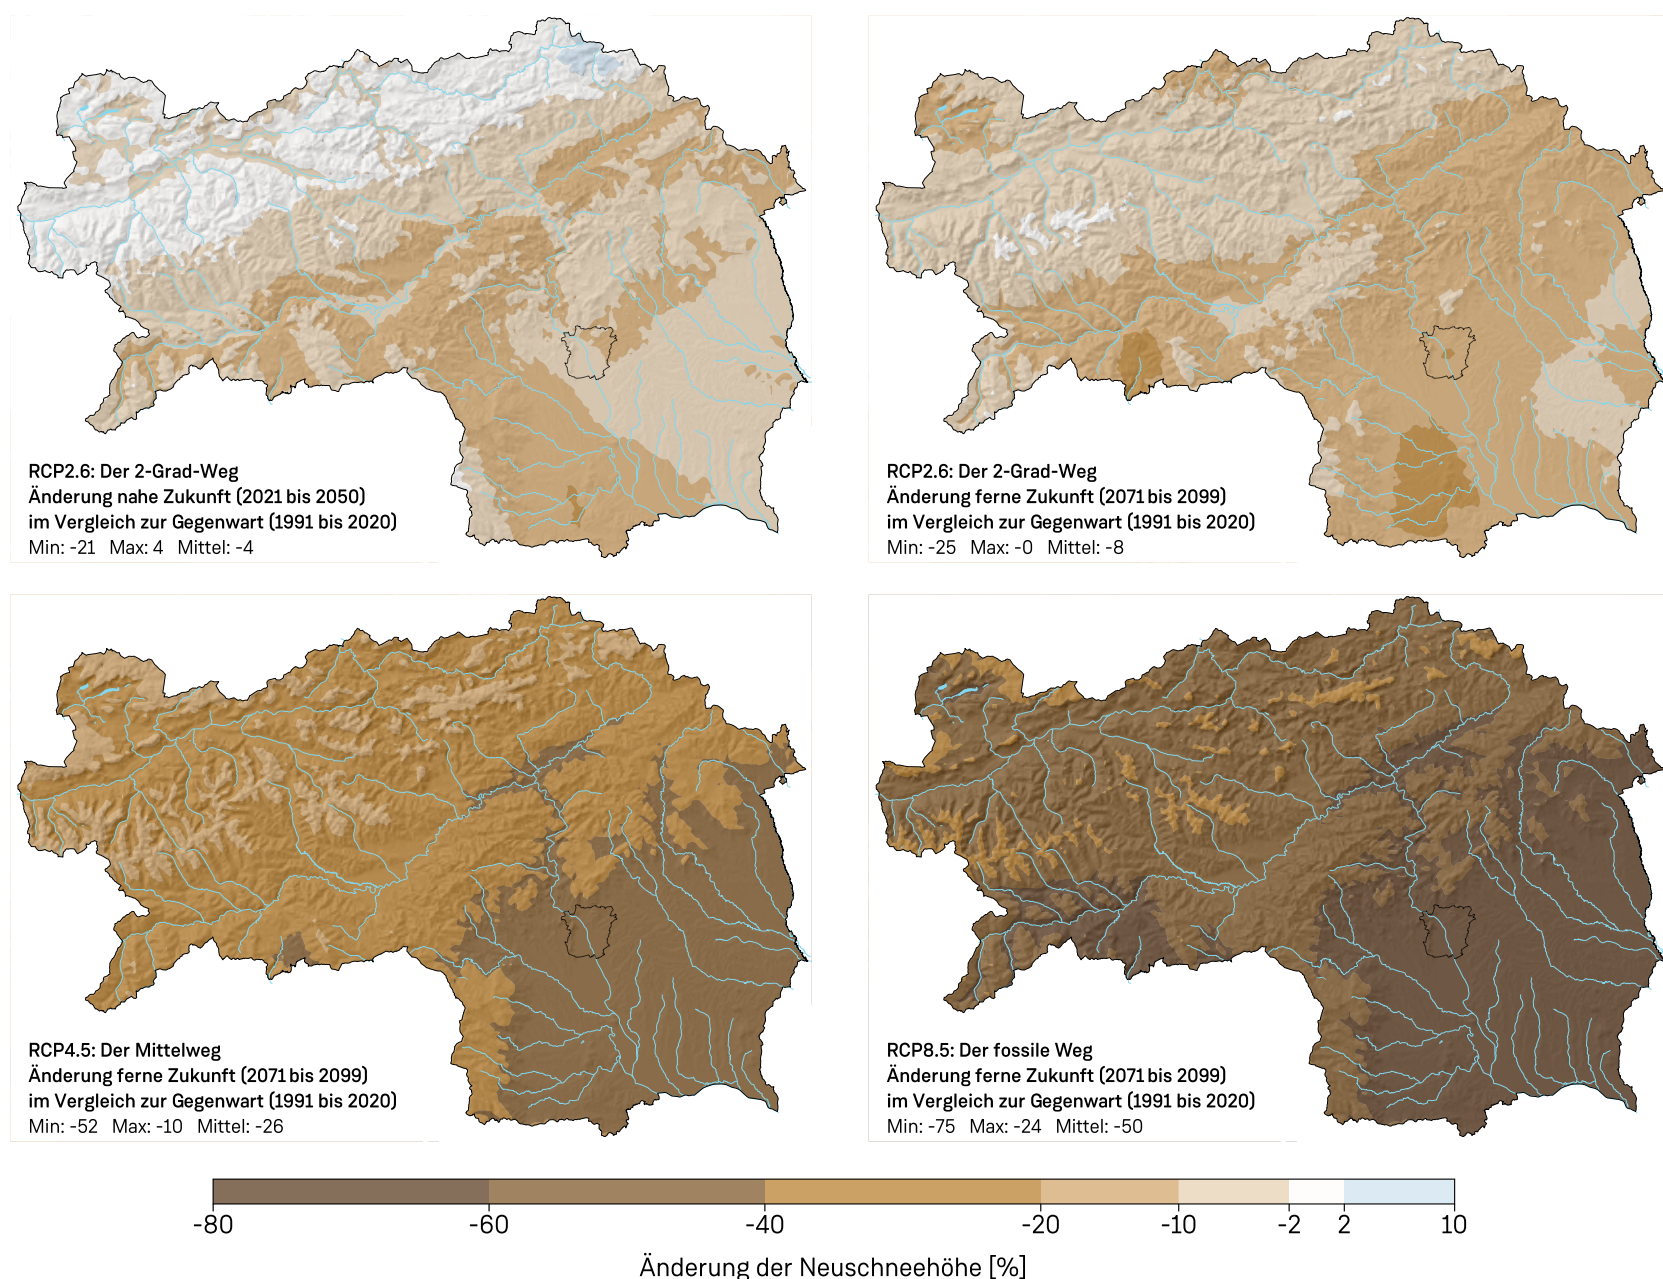 RCP2.6: Der 2-Grad-Weg
Änderung nahe Zukunft (2021 bis 2050)
im Vergleich zur Gegenwart (1991 bis 2020)
Min: -21 Max: 4 Mittel: -4
RCP2.6: Der 2-Grad-Weg
Änderung ferne Zukunft (2071 bis 2099)
im Vergleich zur Gegenwart (1991 bis 2020)
Min: -25 Max: -0 Mittel: -8
RCP4.5: Der Mittelweg
Änderung ferne Zukunft (2071 bis 2099)
im Vergleich zur Gegenwart (1991 bis 2020)
Min: -52 Max: -10 Mittel: -26
RCP8.5: Der fossile Weg
Änderung ferne Zukunft (2071 bis 2099)
im Vergleich zur Gegenwart (1991 bis 2020)
Min: -75 Max: -24 Mittel: -50
-80 -60 -40 -20 -10 -2 2 10
Änderung der Neuschneehöhe [%]